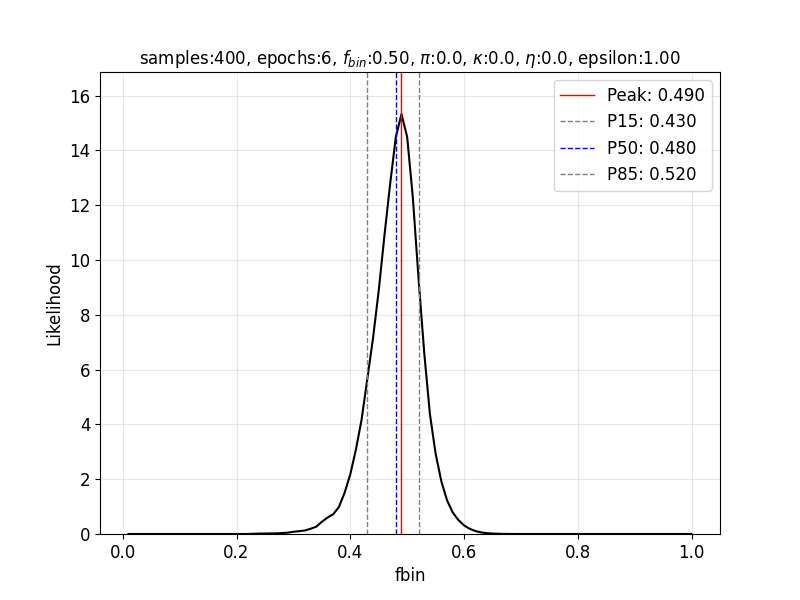 samples:400, epochs:6, f_bin:0.50, π:0.0, κ:0.0, η:0.0, epsilon:1.00
Peak: 0.490
P15: 0.430
P50: 0.480
P85: 0.520
Likelihood
16
14
12
10
8
6
4
2
0
0.0 0.2 0.4 0.6 0.8 1.0
fbin